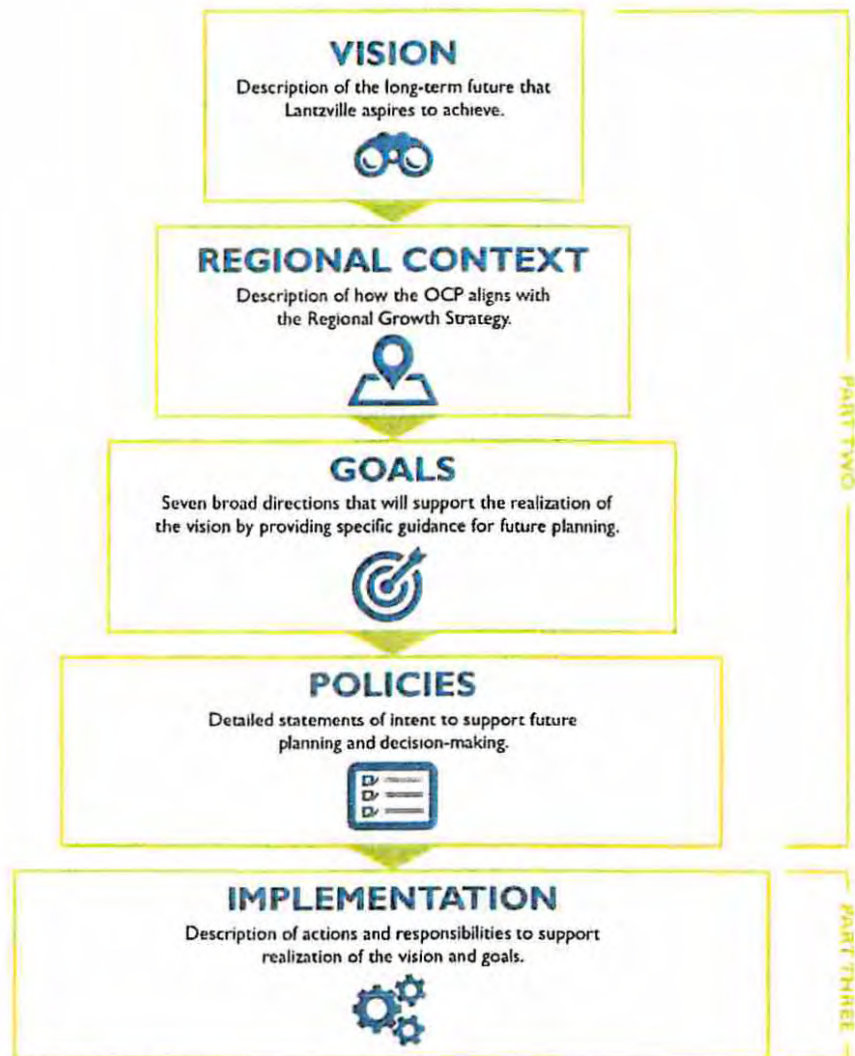 VISION
Description of the long-term future that
Lantzville aspires to achieve.
REGIONAL CONTEXT
Description of how the OCP aligns with
the Regional Growth Strategy.
GOALS
Seven broad directions that will support the realization of
the vision by providing specific guidance for future planning.
POLICIES
Detailed statements of intent to support future
planning and decision-making.
PART TWO
IMPLEMENTATION
Description of actions and responsibilities to support
realization of the vision and goals.
PART THREE